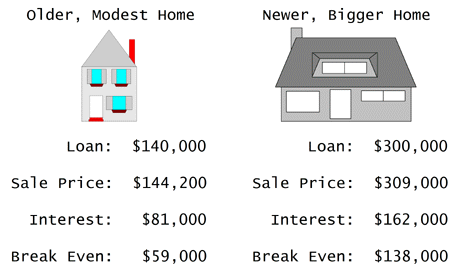 Older, Modest Home
Newer, Bigger Home
Loan: $140,000
Loan: $300,000
Sale Price: $144,200
Sale Price: $309,000
Interest: $81,000
Interest: $162,000
Break Even: $59,000
Break Even: $138,000